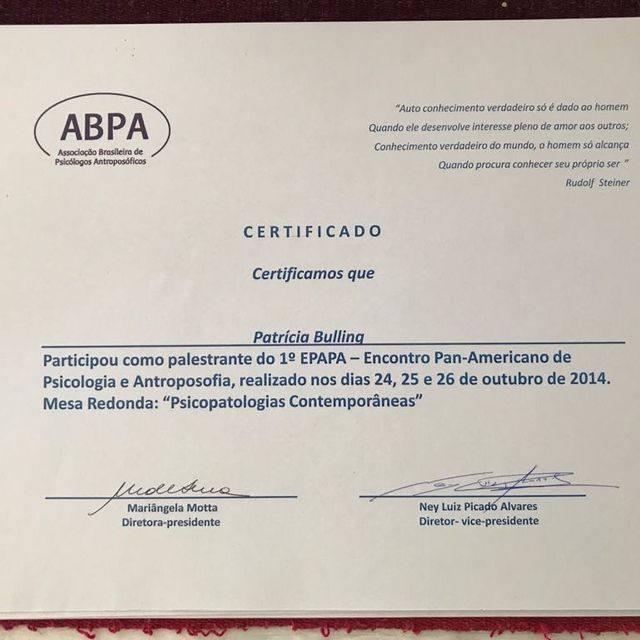 ABPA
Associação Brasileira de
Psicólogos Antroposóficos
“Auto conhecimento verdadeiro só é dado ao homem
Quando ele desenvolve interesse pleno de amor aos outros;
Conhecimento verdadeiro do mundo, o homem só alcança
Quando procura conhecer seu próprio ser ”
Rudolf Steiner
CERTIFICADO
Certificamos que
Patrícia Bulling
Participou como palestrante do 1º EPAPA – Encontro Pan-Americano de
Psicologia e Antroposofia, realizado nos dias 24, 25 e 26 de outubro de 2014.
Mesa Redonda: “Psicopatologias Contemporâneas”
Mariângela Motta
Diretora-presidente
Ney Luiz Picado Alvares
Diretor- vice-presidente